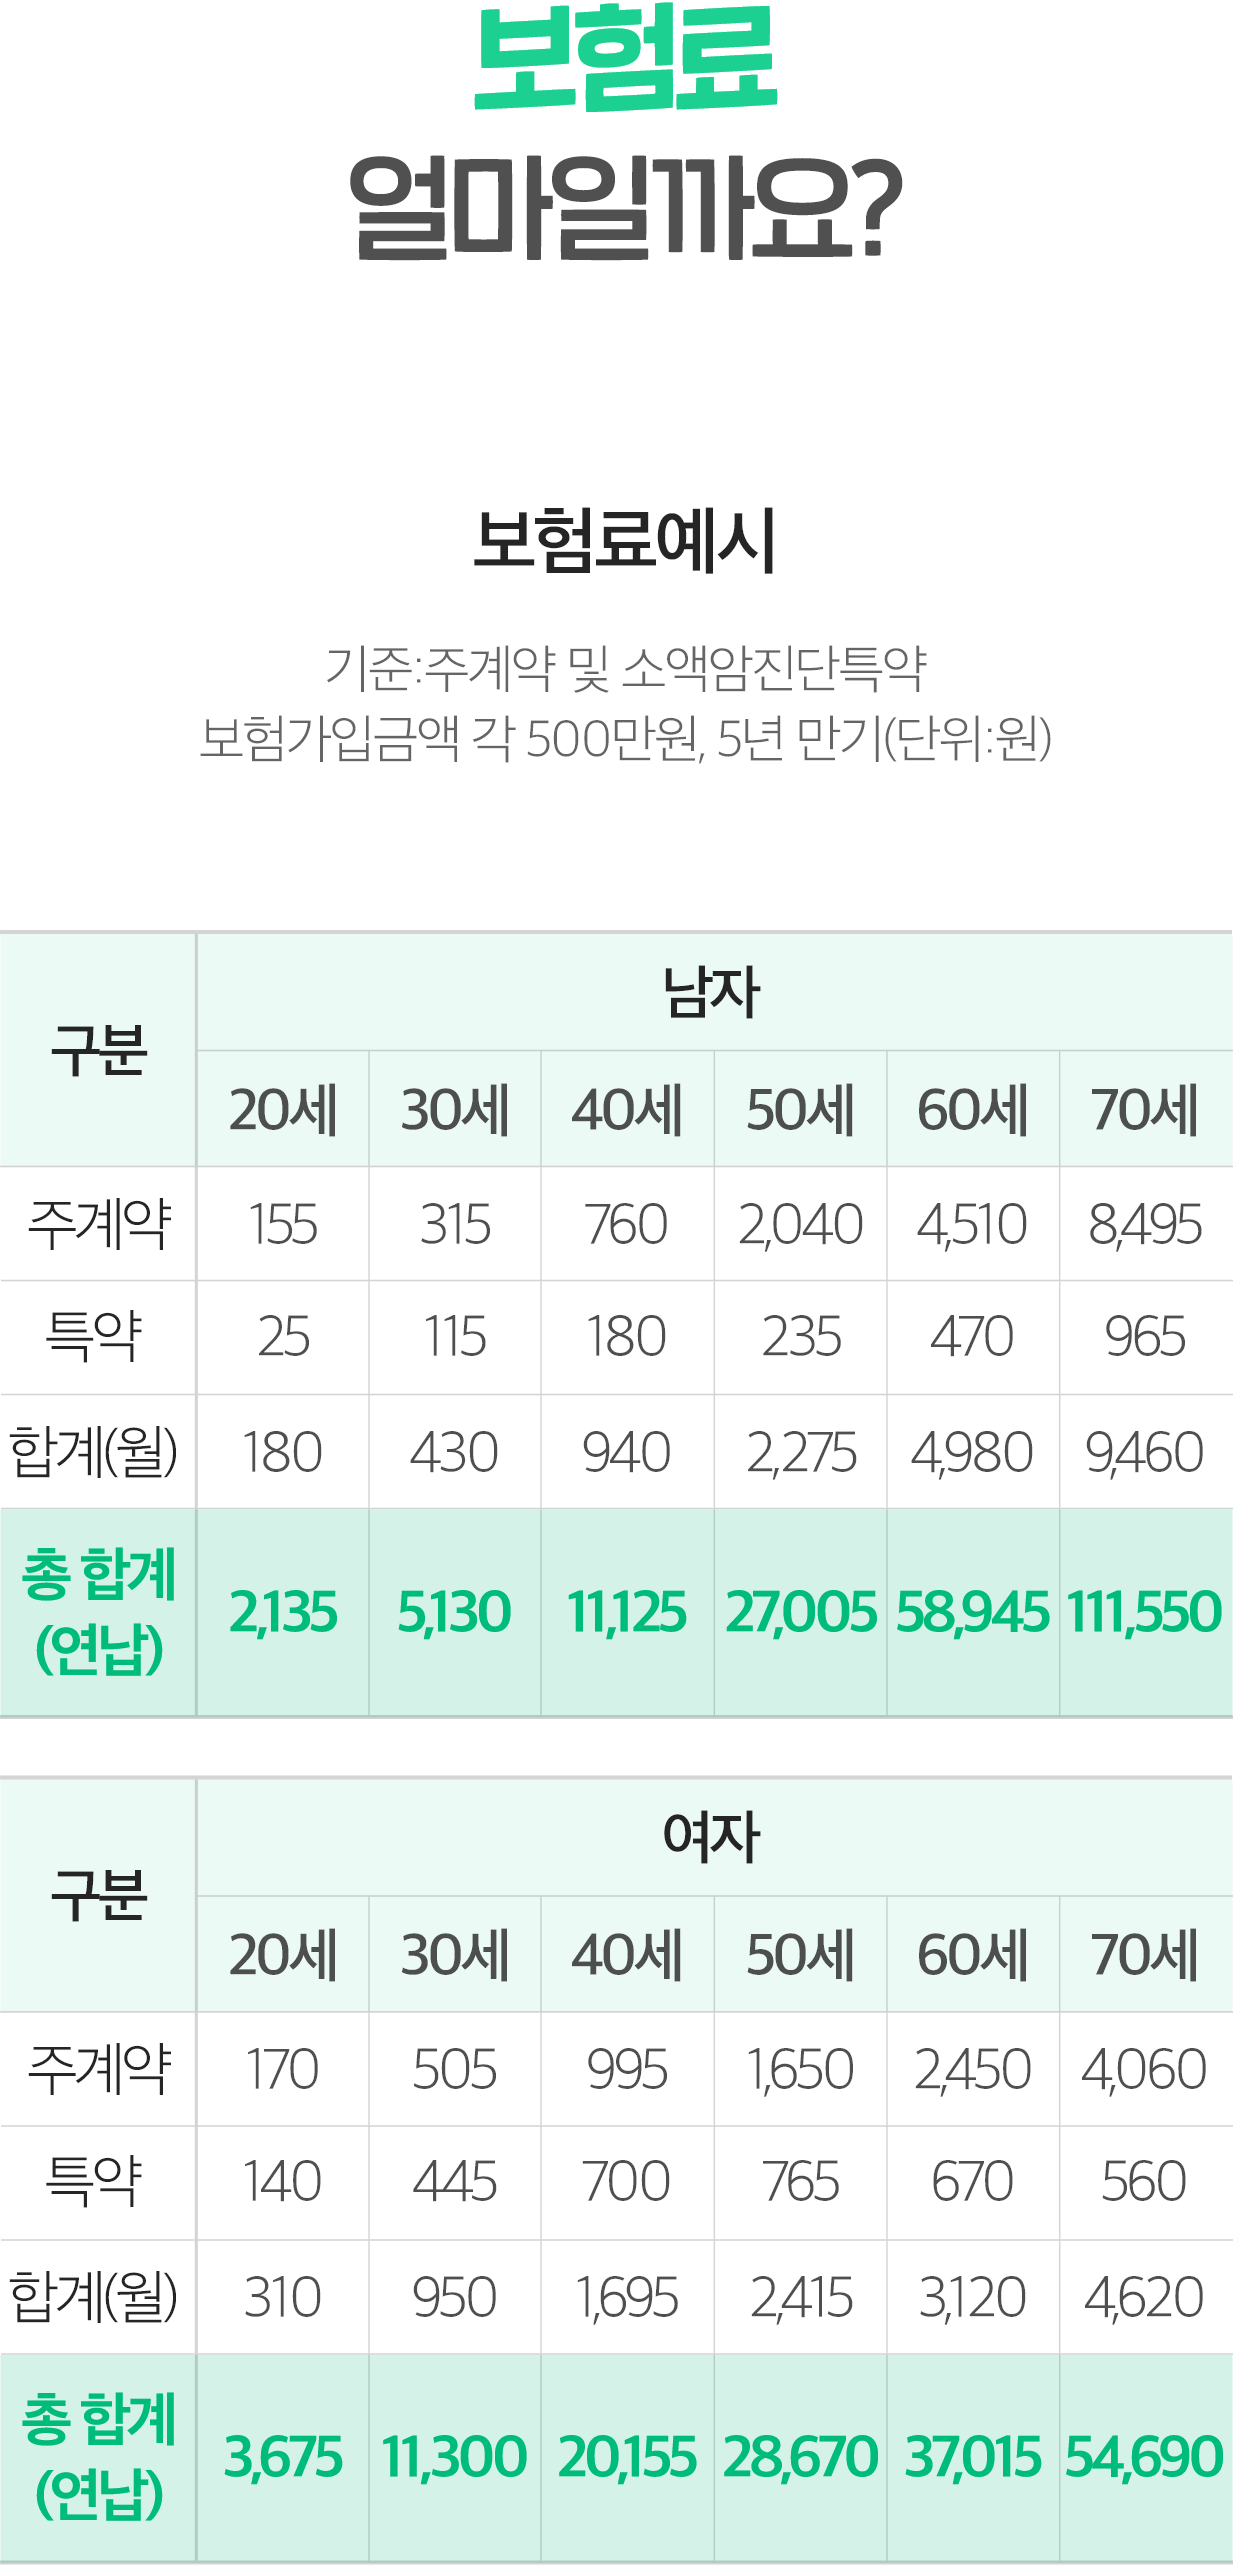 보험료
얼마일까요?
보험료예시
기준:주계약 및 소액암진단특약
보험가입금액 각 500만원, 5년 만기(단위:원)
구분 남자
20세 30세 40세 50세 60세 70세
주계약 155 315 760 2,040 4,510 8,495
특약 25 115 180 235 470 965
합계(월) 180 430 940 2,275 4,980 9,460
총 합계
(연납) 2,135 5,130 11,125 27,005 58,945 111,550
구분 여자
20세 30세 40세 50세 60세 70세
주계약 170 505 995 1,650 2,450 4,060
특약 140 445 700 765 670 560
합계(월) 310 950 1,695 2,415 3,120 4,620
총 합계
(연납) 3,675 11,300 20,155 28,670 37,015 54,690